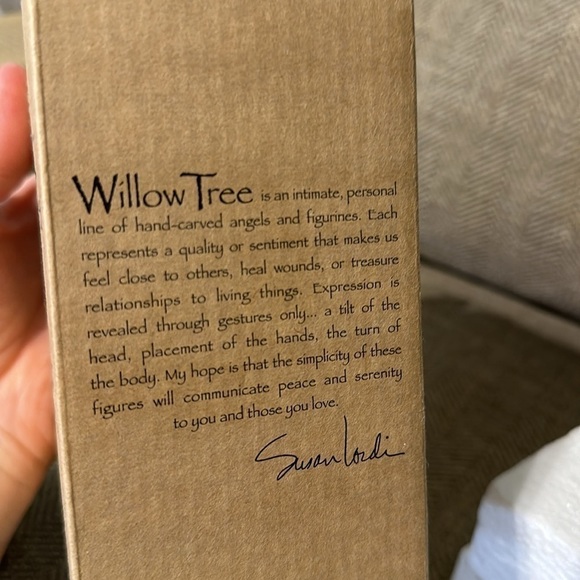 Willow Tree is an intimate, personal
line of hand-carved angels and figurines. Each
represents a quality or sentiment that makes us
feel close to others, heal wounds, or treasure
relationships to living things. Expression is
revealed through gestures only... a tilt of the
head, placement of the hands, the turn of
the body. My hope is that the simplicity of these
figures will communicate peace and serenity
to you and those you love.
Susan Lordi